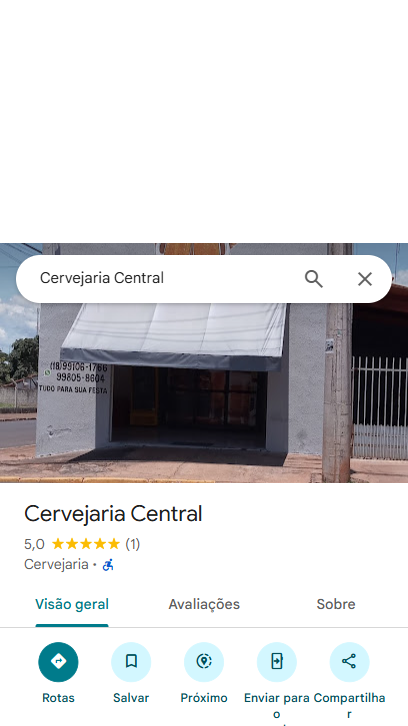 Cervejaria Central
(18)99106-1766
99805-8604
TUDO PARA SUA FESTA
Cervejaria Central
5,0 (1)
Cervejaria ·
Visão geral
Avaliações
Sobre
Rotas
Salvar
Próximo
Enviar para o
Compartilhar